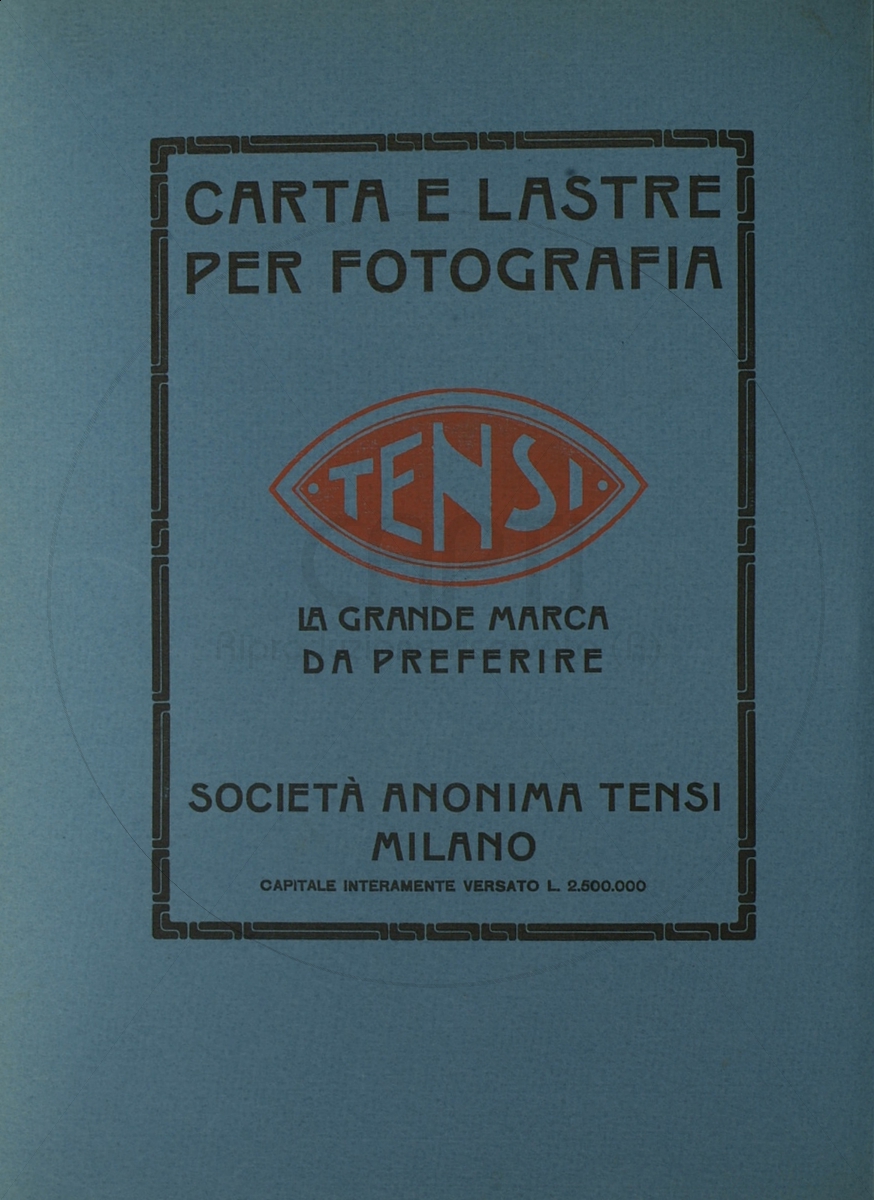 CARTA E LASTRE
PER FOTOGRAFIA
TENSI
LA GRANDE MARCA
DA PREFERIRE
SOCIETÀ ANONIMA TENSI
MILANO
CAPITALE INTERAMENTE VERSATO L. 2.500.000